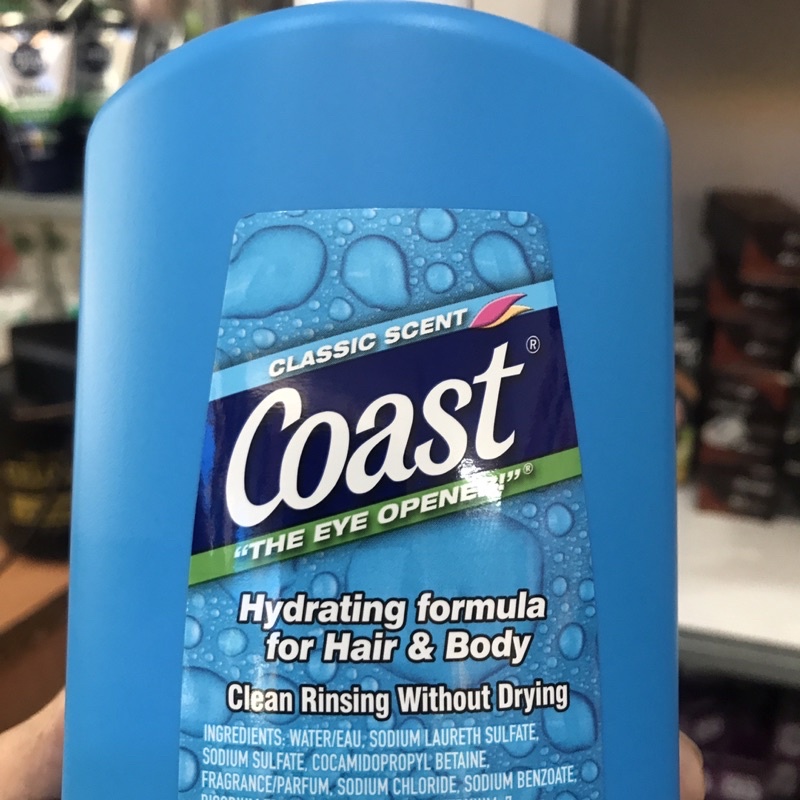 CLASSIC SCENT
Coast®
“THE EYE OPENER!”®
Hydrating formula
for Hair & Body
Clean Rinsing Without Drying
INGREDIENTS: WATER/EAU, SODIUM LAURETH SULFATE,
SODIUM SULFATE, COCAMIDOPROPYL BETAINE,
FRAGRANCE/PARFUM, SODIUM CHLORIDE, SODIUM BENZOATE,